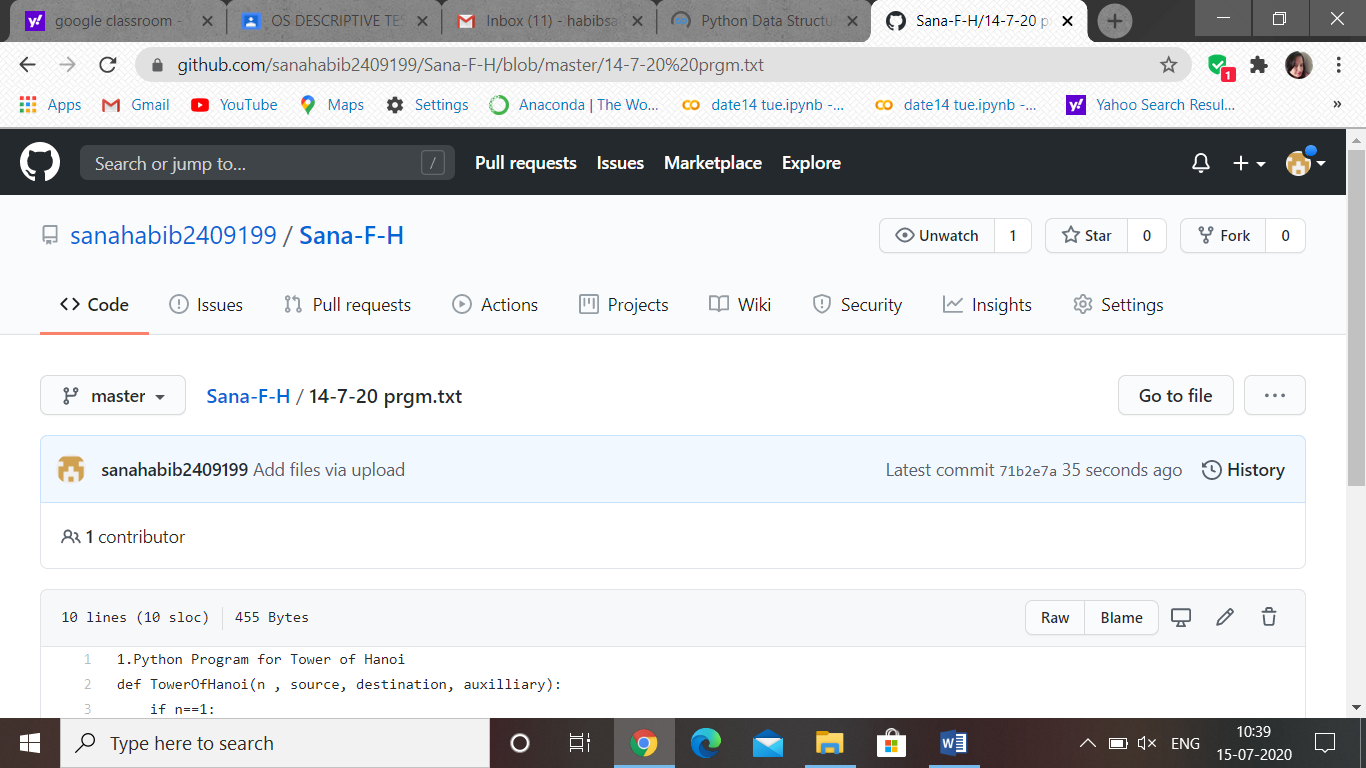 google classroom -
OS DESCRIPTIVE TES
Inbox (11) - habibsa
Python Data Structu
Sana-F-H/14-7-20 p
github.com/sanahabib2409199/Sana-F-H/blob/master/14-7-20%20prgm.txt
1
Apps Gmail YouTube Maps Settings Anaconda | The Wo... date14 tue.ipynb -... date14 tue.ipynb -... Yahoo Search Resul... »
Search or jump to... / Pull requests Issues Marketplace Explore
sanahabib2409199 / Sana-F-H Unwatch 1 Star 0 Fork 0
Code Issues Pull requests Actions Projects Wiki Security Insights Settings
master Sana-F-H / 14-7-20 prgm.txt Go to file ...
sanahabib2409199 Add files via upload Latest commit 71b2e7a 35 seconds ago History
1 contributor
10 lines (10 sloc) 455 Bytes Raw Blame
1 1.Python Program for Tower of Hanoi
2 def TowerOfHanoi(n , source, destination, auxilliary):
3 if n==1:
Type here to search ENG 10:39
15-07-2020